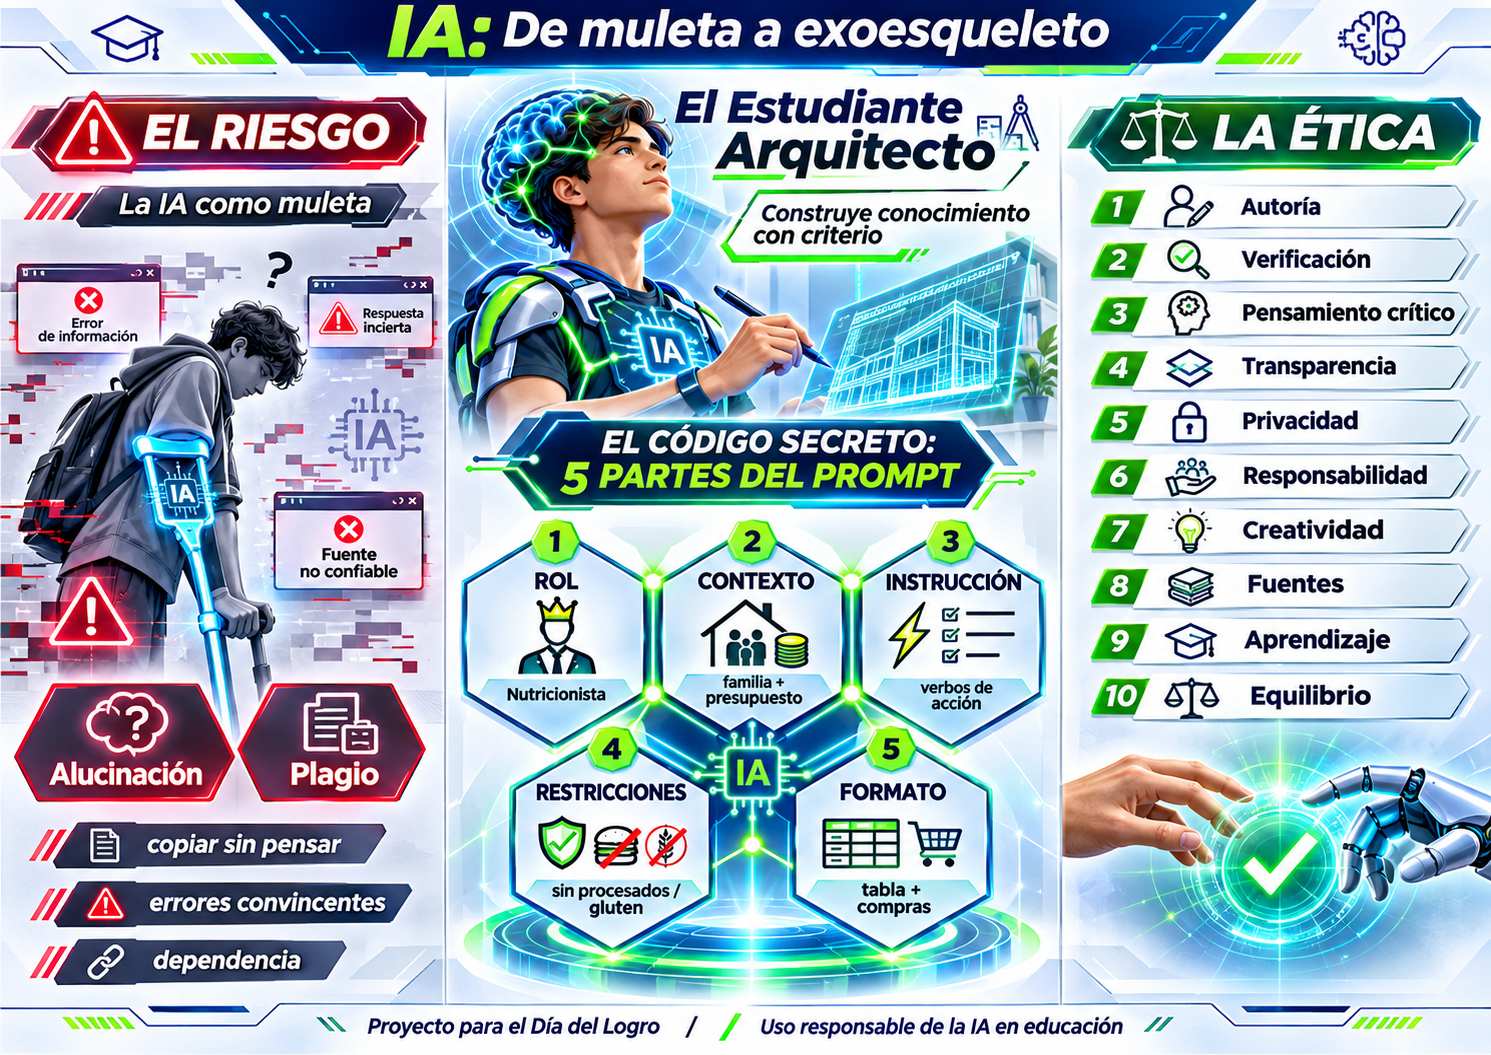 IA: De muleta a exoesqueleto
EL RIESGO
La IA como muleta
?
Error
de información
Respuesta
incierta
IA
IA
Fuente
no confiable
Alucinación
Plagio
copiar sin pensar
errores convincentes
dependencia
El Estudiante
Arquitecto
Construye conocimiento
con criterio
IA
EL CÓDIGO SECRETO:
5 PARTES DEL PROMPT
1
ROL
Nutricionista
2
CONTEXTO
familia +
presupuesto
3
INSTRUCCIÓN
verbos de
acción
4
RESTRICCIONES
sin procesados /
gluten
IA
5
FORMATO
tabla +
compras
LA ÉTICA
1 Autoría
2 Verificación
3 Pensamiento crítico
4 Transparencia
5 Privacidad
6 Responsabilidad
7 Creatividad
8 Fuentes
9 Aprendizaje
10 Equilibrio
Proyecto para el Día del Logro / / Uso responsable de la IA en educación